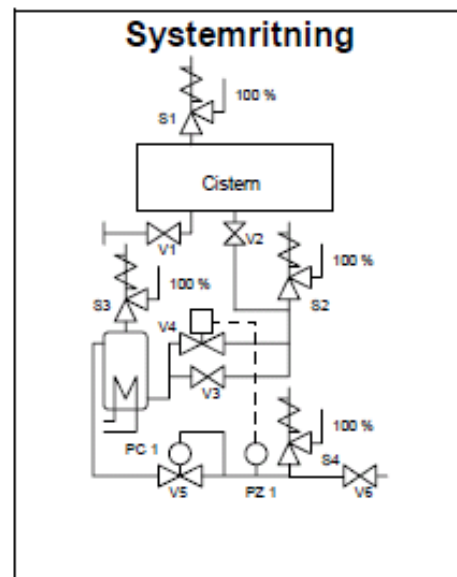 Systemritning
100 %
S1
Cistern
V1
V2
100 %
S3
100 %
S2
V4
V3
PC 1
100 %
S4
V5
PZ 1
V6